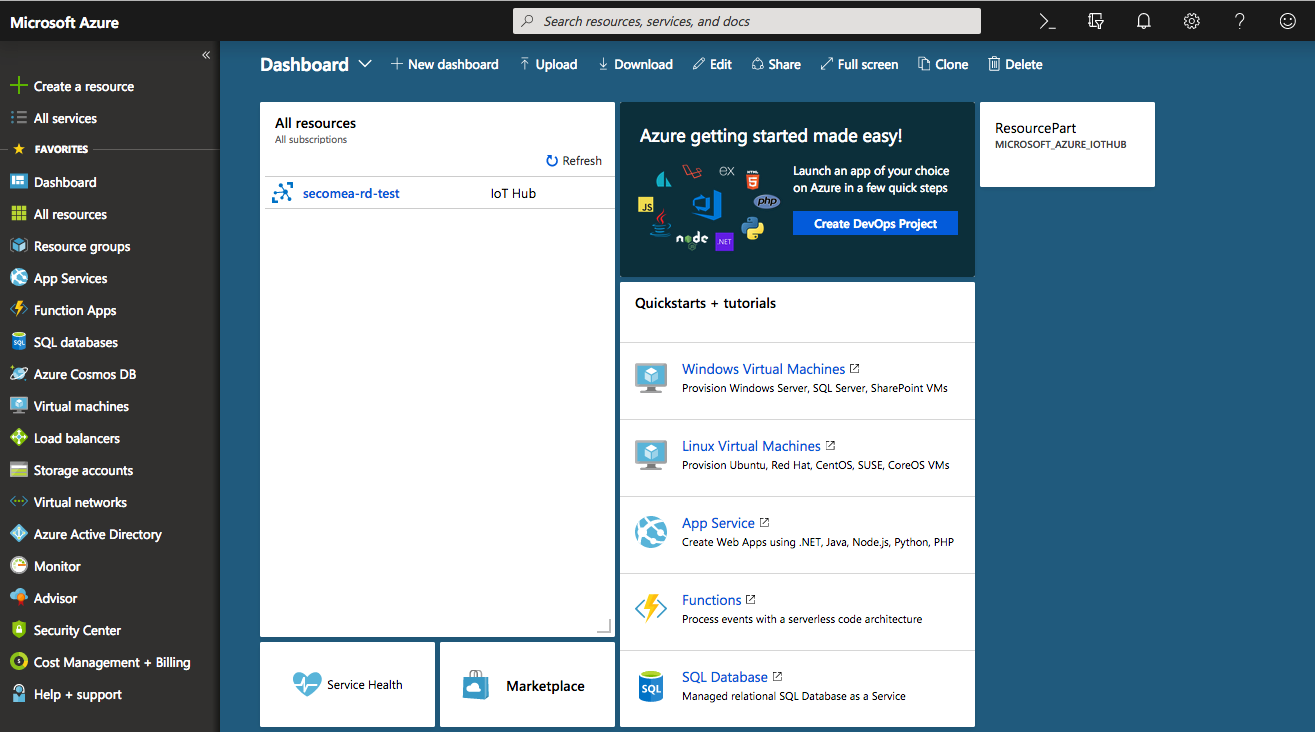 Microsoft Azure
Search resources, services, and docs
Create a resource
All services
FAVORITES
Dashboard
All resources
Resource groups
App Services
Function Apps
SQL databases
Azure Cosmos DB
Virtual machines
Load balancers
Storage accounts
Virtual networks
Azure Active Directory
Monitor
Advisor
Security Center
Cost Management + Billing
Help + support
Dashboard New dashboard Upload Download Edit Share Full screen Clone Delete
All resources
All subscriptions
Refresh
secomea-rd-test IoT Hub
Service Health
Marketplace
Azure getting started made easy!
EX
HTML
JS
php
node
JS
.NET
Launch an app of your choice
on Azure in a few quick steps
Create DevOps Project
Quickstarts + tutorials
Windows Virtual Machines
Provision Windows Server, SQL Server, SharePoint VMs
Linux Virtual Machines
Provision Ubuntu, Red Hat, CentOS, SUSE, CoreOS VMs
App Service
Create Web Apps using .NET, Java, Node.js, Python, PHP
Functions
Process events with a serverless code architecture
SQL
SQL Database
Managed relational SQL Database as a Service
ResourcePart
MICROSOFT_AZURE_IOTHUB